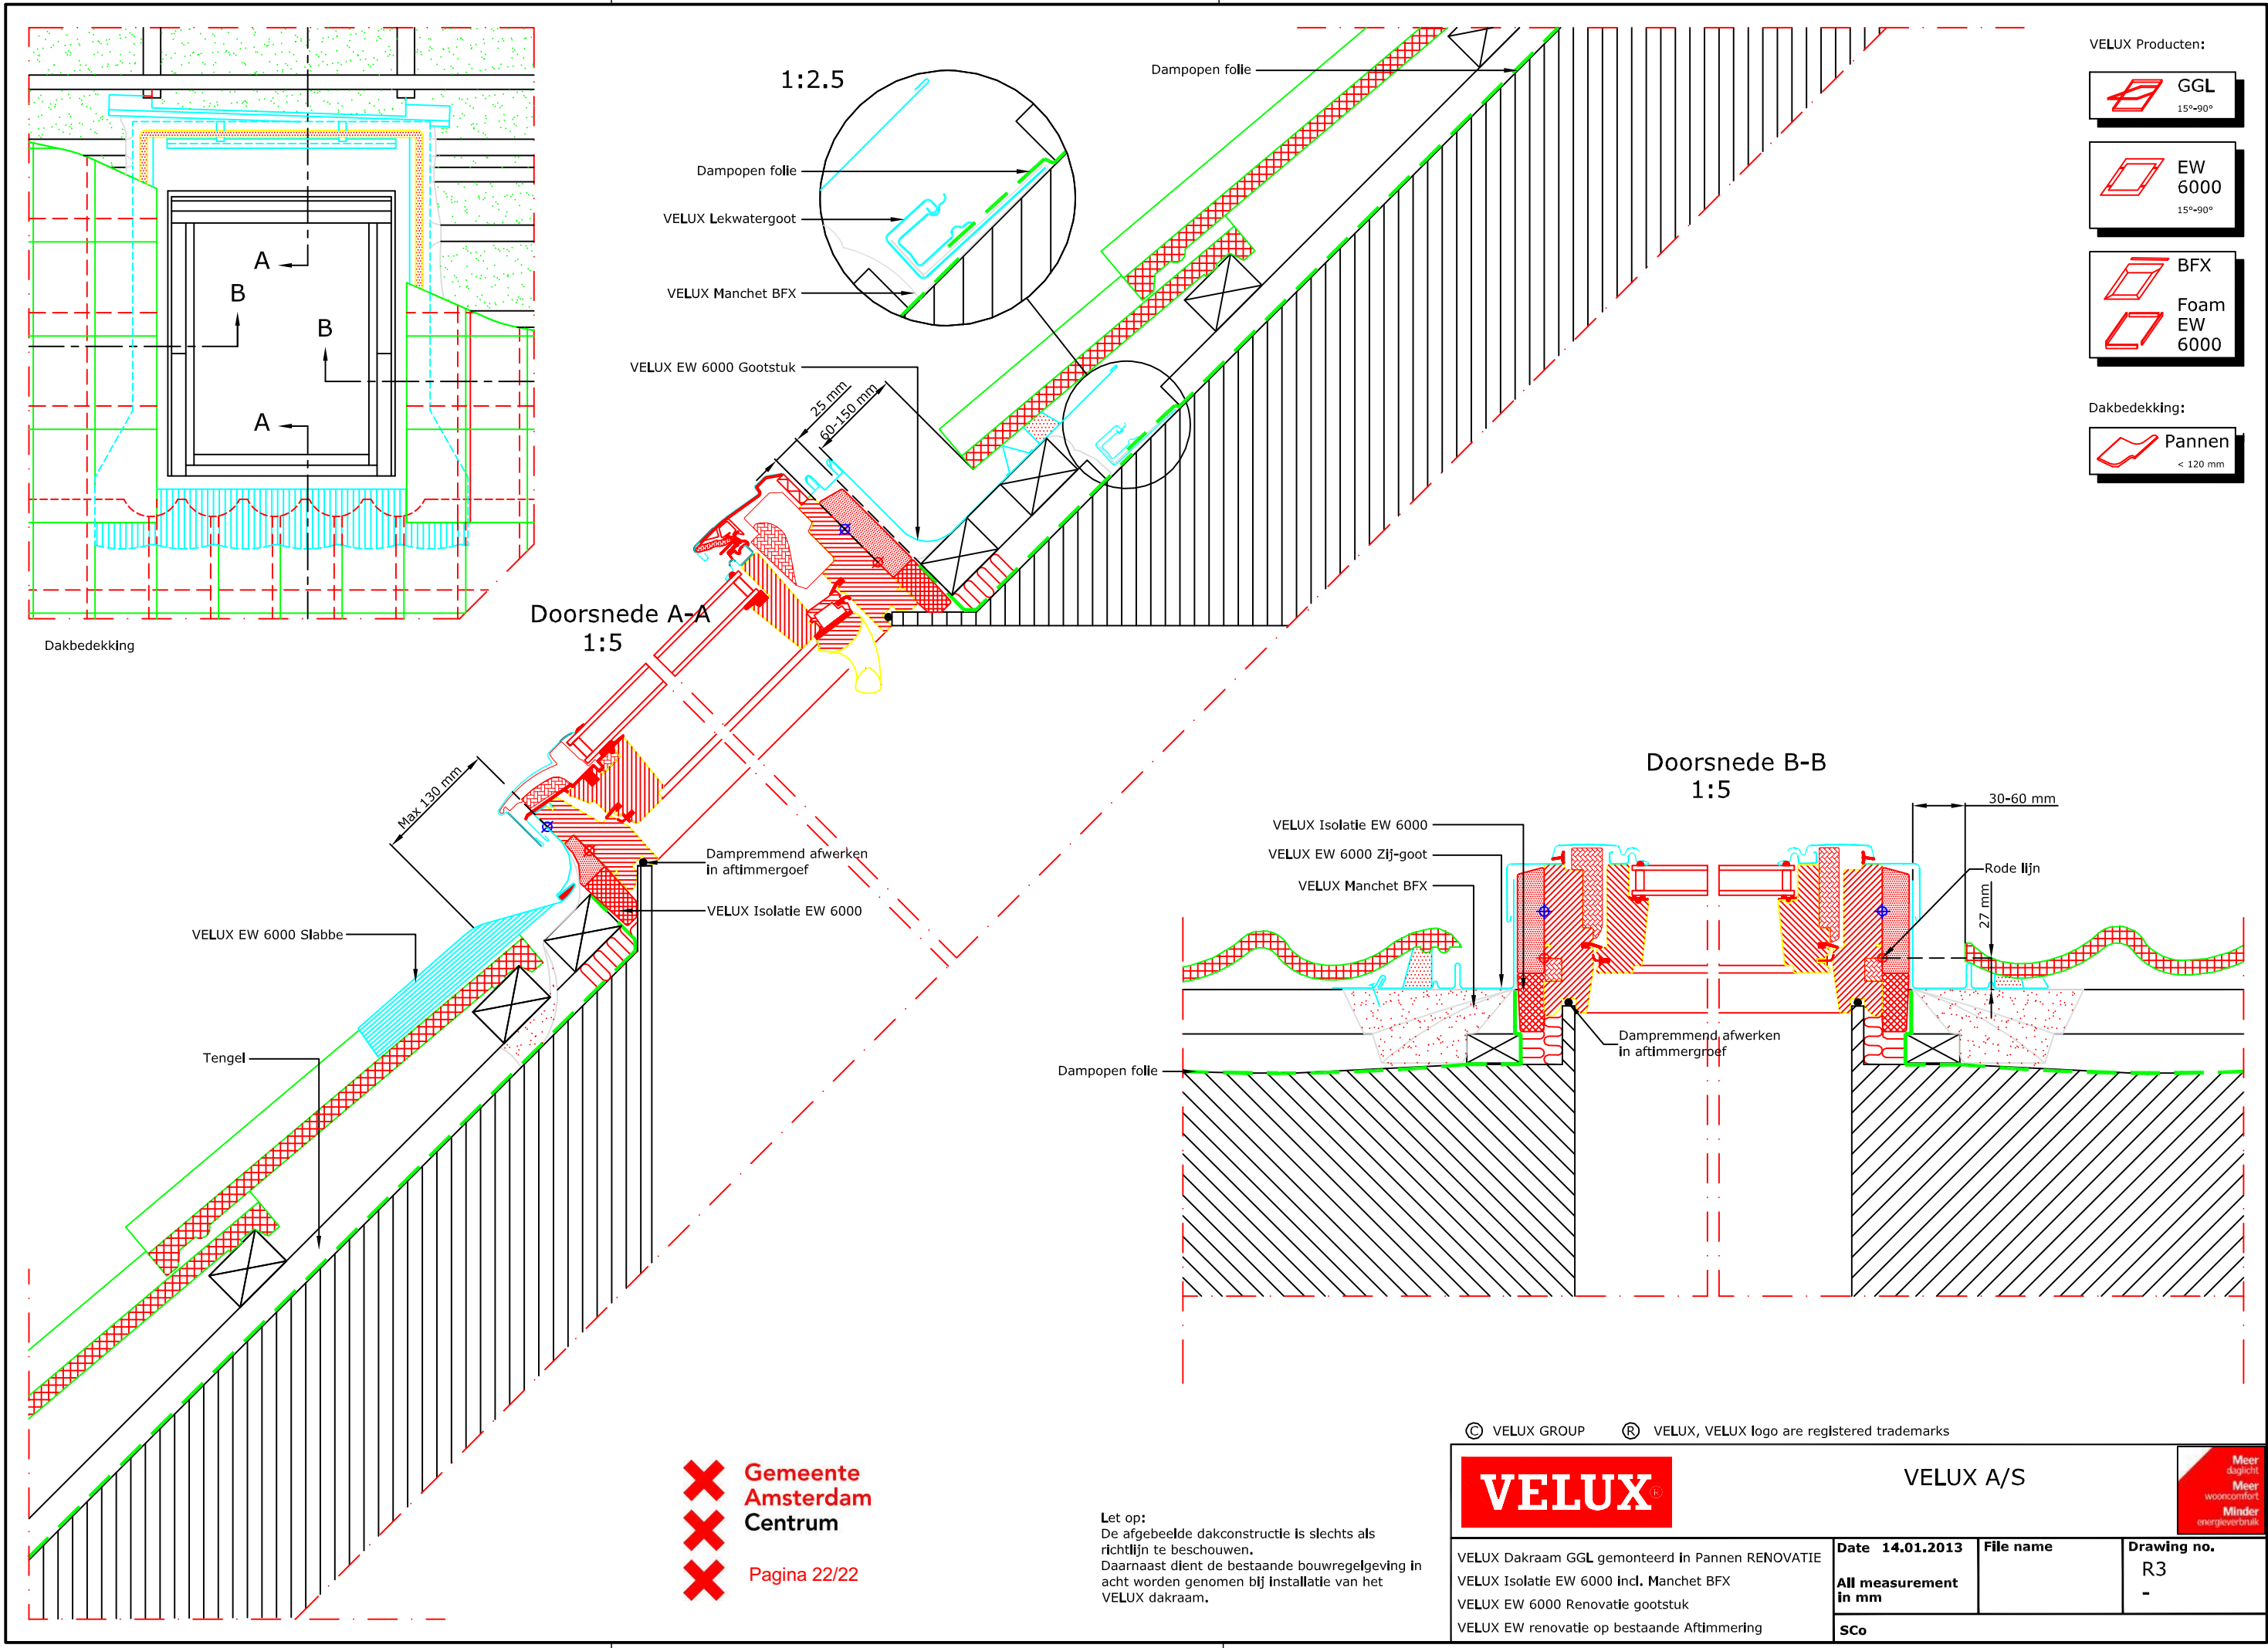 1:2.5
Dampopen folie
Dampopen folie
VELUX Lekwatergoot
VELUX Manchet BFX
VELUX EW 6000 Gootstuk
25 mm
60-150 mm
A
B
B
A
Dakbedekking
Doorsnede A-A
1:5
Max 130 mm
Dampremmend afwerken
in aftimmergoef
VELUX Isolatie EW 6000
VELUX EW 6000 Slabbe
Tengel
VELUX Producten:
GGL
15°-90°
EW
6000
15°-90°
BFX
Foam
EW
6000
Dakbedekking:
Pannen
< 120 mm
Doorsnede B-B
1:5
30-60 mm
VELUX Isolatie EW 6000
VELUX EW 6000 Zij-goot
VELUX Manchet BFX
Rode lijn
27 mm
Dampremmend afwerken
in aftimmergroef
Dampopen folie
Gemeente
Amsterdam
Centrum
Pagina 22/22
Let op:
De afgebeelde dakconstructie is slechts als
richtlijn te beschouwen.
Daarnaast dient de bestaande bouwregelgeving in
acht worden genomen bij installatie van het
VELUX dakraam.
© VELUX GROUP ® VELUX, VELUX logo are registered trademarks
VELUX®
VELUX A/S
Meer
daglicht
Meer
wooncomfort
Minder
energieverbruik
VELUX Dakraam GGL gemonteerd in Pannen RENOVATIE
VELUX Isolatie EW 6000 incl. Manchet BFX
VELUX EW 6000 Renovatie gootstuk
VELUX EW renovatie op bestaande Aftimmering
Date 14.01.2013
All measurement
in mm
SCo
File name
Drawing no.
R3
-